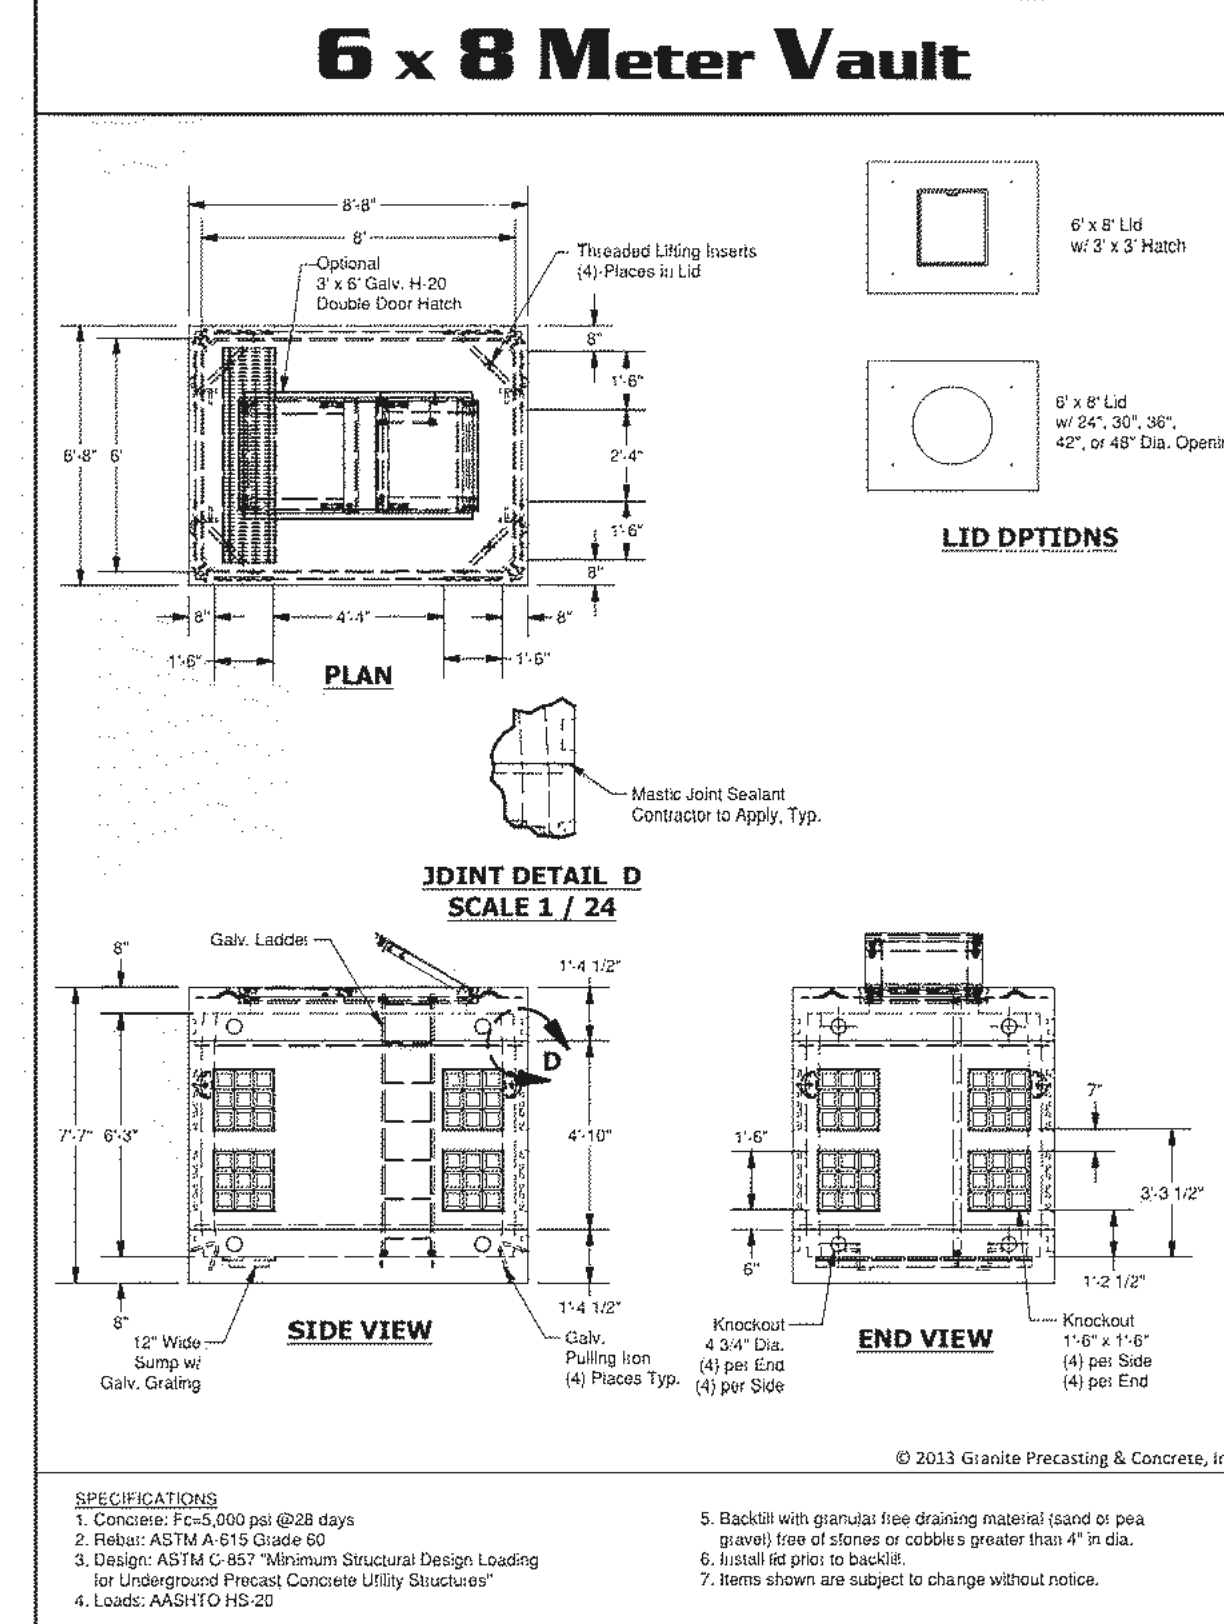 6 x 8 Meter Vault
8'-8"
8'
Optional
3' x 6' Galv. H-20
Double Door Hatch
Threaded Lifting Inserts
(4) Places in Lid
8"
1'-6"
6'-8"
6'
2'-4"
1'-6"
8"
8"
4'-4"
8"
1'-6"
1'-6"
PLAN
6' x 8' Lid
w/ 3' x 3' Hatch
6' x 8' Lid
w/ 24", 30", 36",
42", or 48" Dia. Openin
LID OPTIONS
Mastic Joint Sealant
Contractor to Apply, Typ.
JOINT DETAIL D
SCALE 1 / 24
8"
Galv. Ladder
1'-4 1/2"
D
7'-7"
6'-3"
4'-10"
8"
1'-4 1/2"
12" Wide
Sump w/
Galv. Grating
SIDE VIEW
Galv.
Pulling Iron
(4) Places Typ.
7"
1'-6"
3'-3 1/2"
6"
1'-2 1/2"
Knockout
4 3/4" Dia.
(4) per End
(4) per Side
END VIEW
Knockout
1'-6" x 1'-6"
(4) per Side
(4) per End
© 2013 Granite Precasting & Concrete, In
SPECIFICATIONS
1. Concrete: Fc=5,000 psi @28 days
2. Rebar: ASTM A-615 Grade 60
3. Design: ASTM C-857 "Minimum Structural Design Loading
for Underground Precast Concrete Utility Structures"
4. Loads: AASHTO HS-20
5. Backfill with granular free draining material (sand or pea
gravel) free of stones or cobbles greater than 4" in dia.
6. Install lid prior to backfill.
7. Items shown are subject to change without notice.